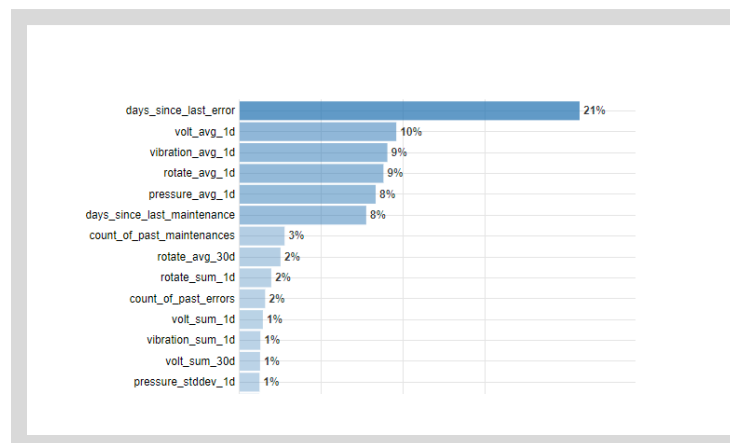 days_since_last_error 21%
volt_avg_1d 10%
vibration_avg_1d 9%
rotate_avg_1d 9%
pressure_avg_1d 8%
days_since_last_maintenance 8%
count_of_past_maintenances 3%
rotate_avg_30d 2%
rotate_sum_1d 2%
count_of_past_errors 2%
volt_sum_1d 1%
vibration_sum_1d 1%
volt_sum_30d 1%
pressure_stddev_1d 1%